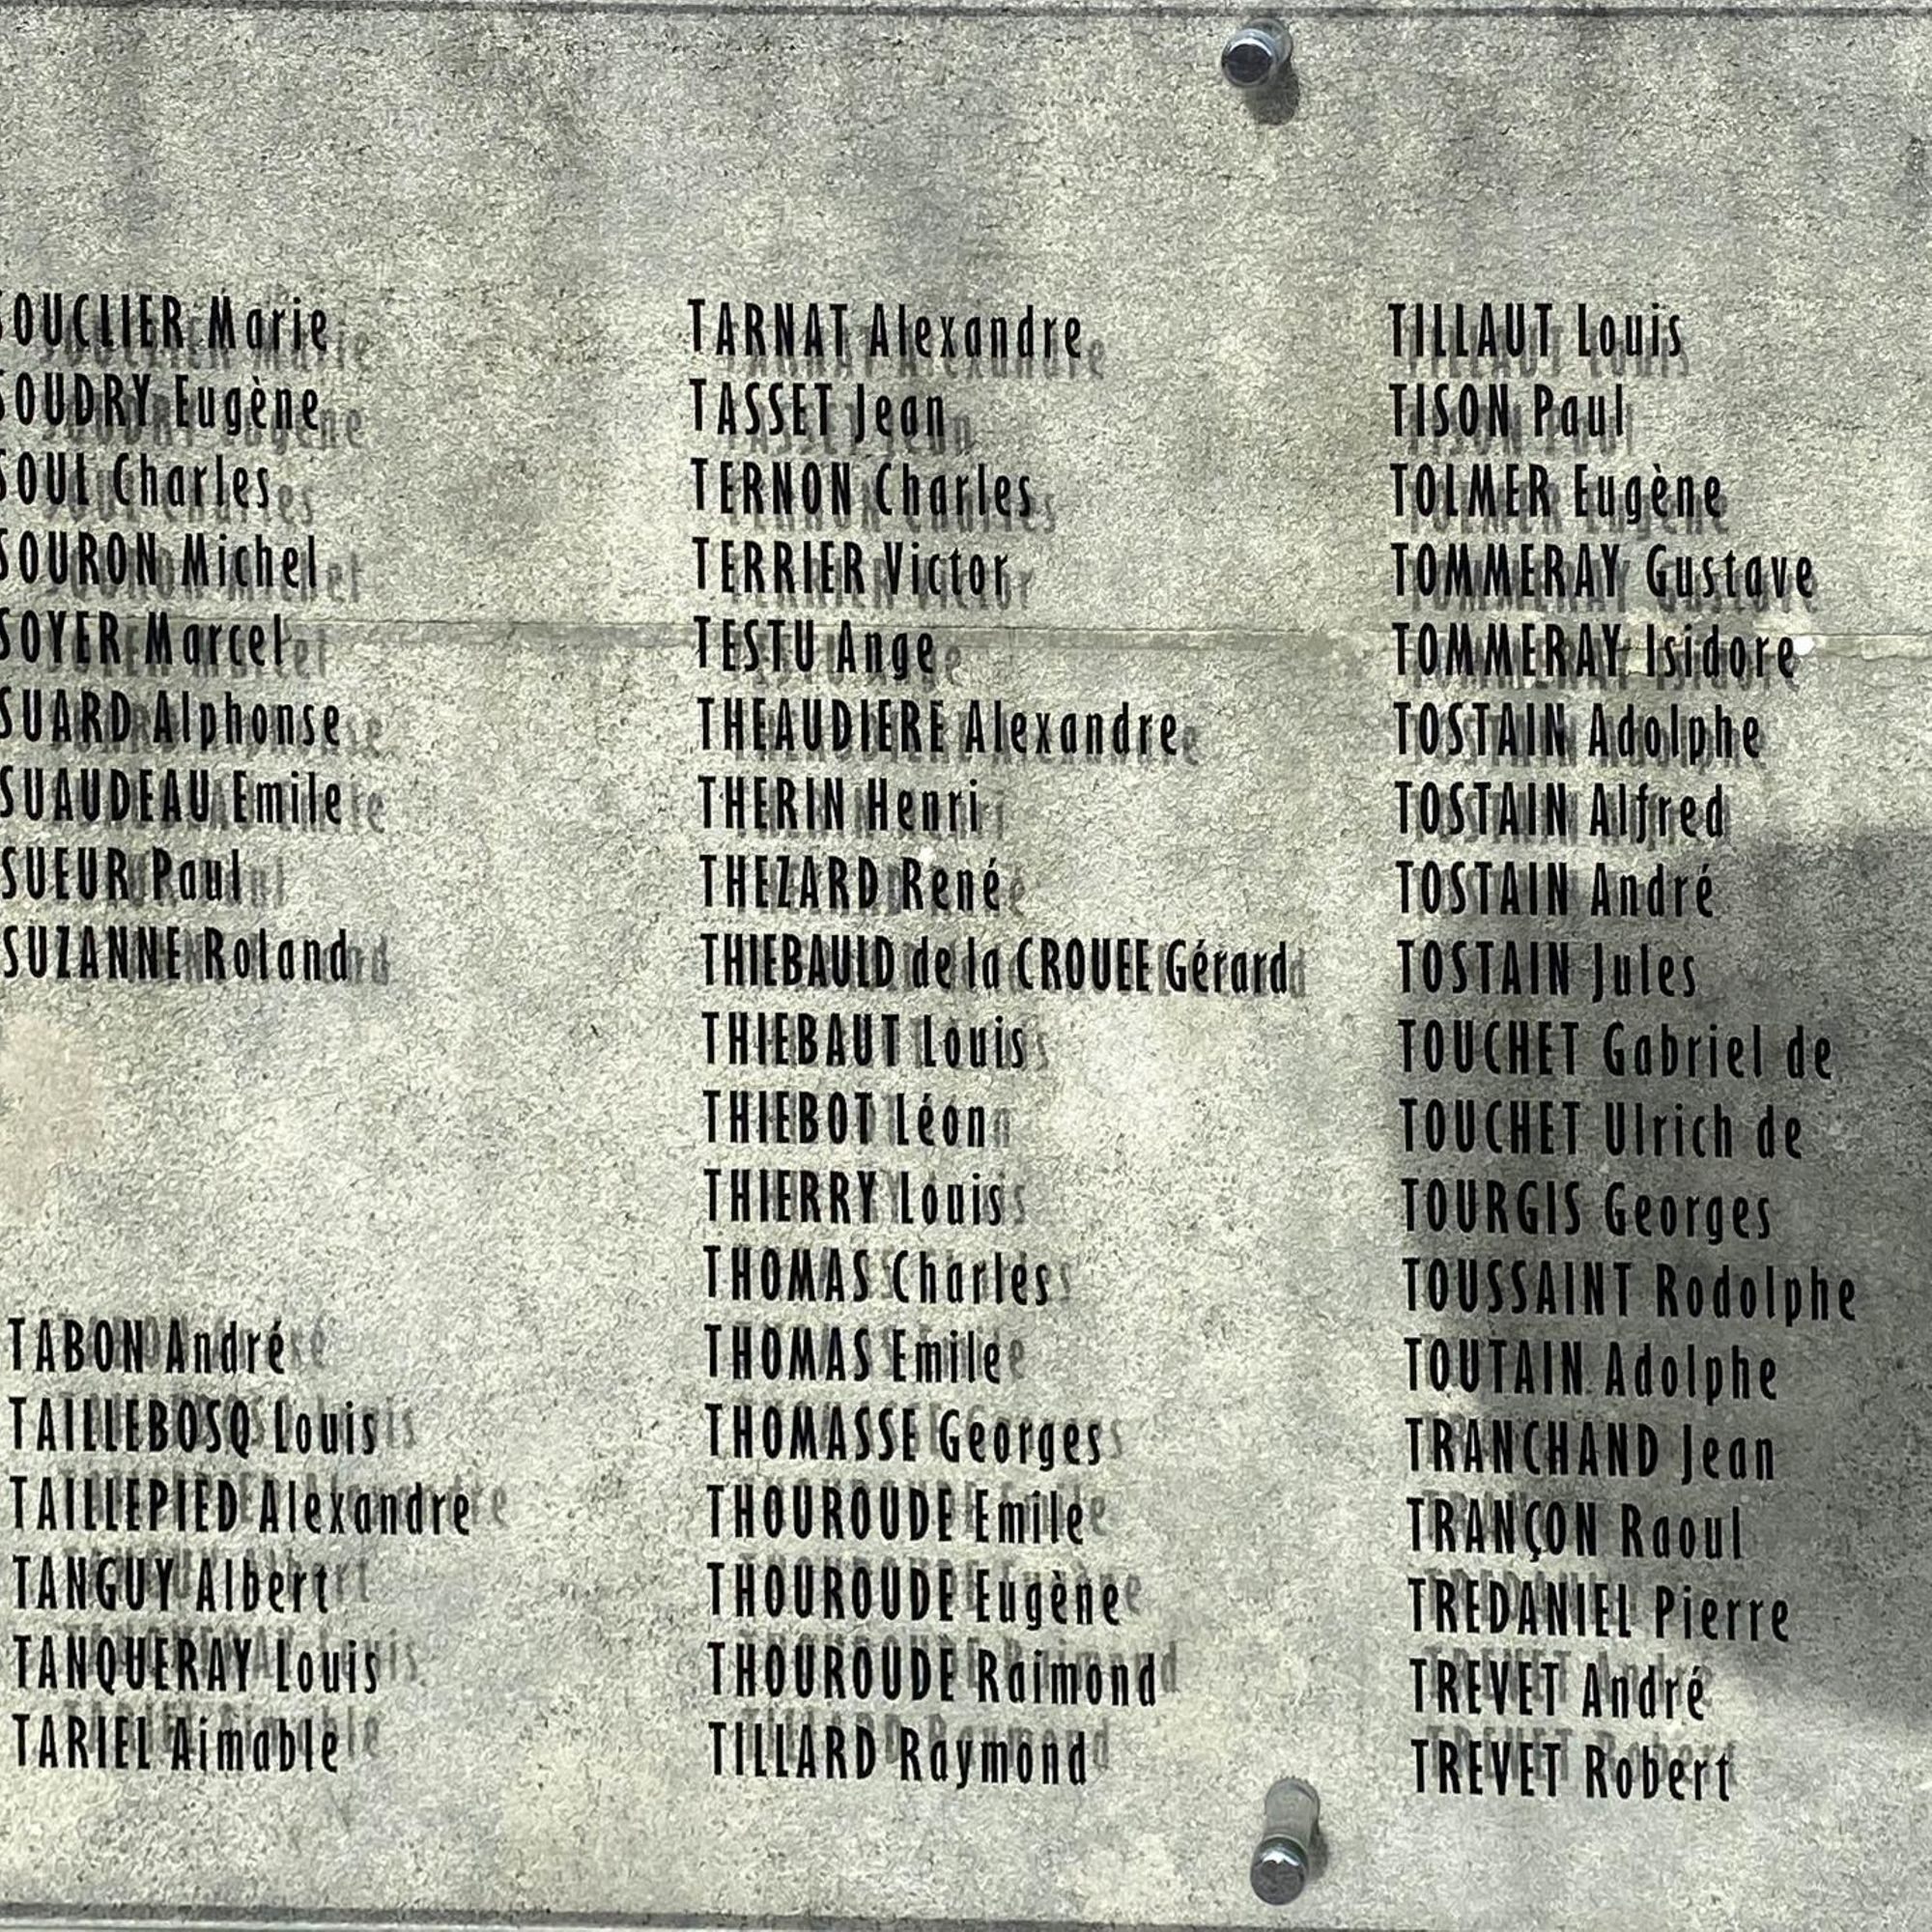 SOUCLIER Marie
SOUDRY Eugène
SOUL Charles
SOURON Michel
SOYER Marcel
SUARD Alphonse
SUAUDEAU Emile
SUEUR Paul
SUZANNE Roland
TABON André
TAILLEBOSQ Louis
TAILLEPIED Alexandre
TANGUY Albert
TANQUERAY Louis
TARIEL Aimable
TARNAT Alexandre
TASSET Jean
TERNON Charles
TERRIER Victor
TESTU Ange
THEAUDIERE Alexandre
THERIN Henri
THEZARD René
THIEBAULD de la CROUEE Gérard
THIEBAUT Louis
THIEBOT Léon
THIERRY Louis
THOMAS Charles
THOMAS Emile
THOMASSE Georges
THOUROUDE Emile
THOUROUDE Eugène
THOUROUDE Raimond
TILLARD Raymond
TILLAUT Louis
TISON Paul
TOLMER Eugène
TOMMERAY Gustave
TOMMERAY Isidore
TOSTAIN Adolphe
TOSTAIN Alfred
TOSTAIN André
TOSTAIN Jules
TOUCHET Gabriel de
TOUCHET Ulrich de
TOURGIS Georges
TOUSSAINT Rodolphe
TOUTAIN Adolphe
TRANCHAND Jean
TRANÇON Raoul
TREDANIEL Pierre
TREVET André
TREVET Robert